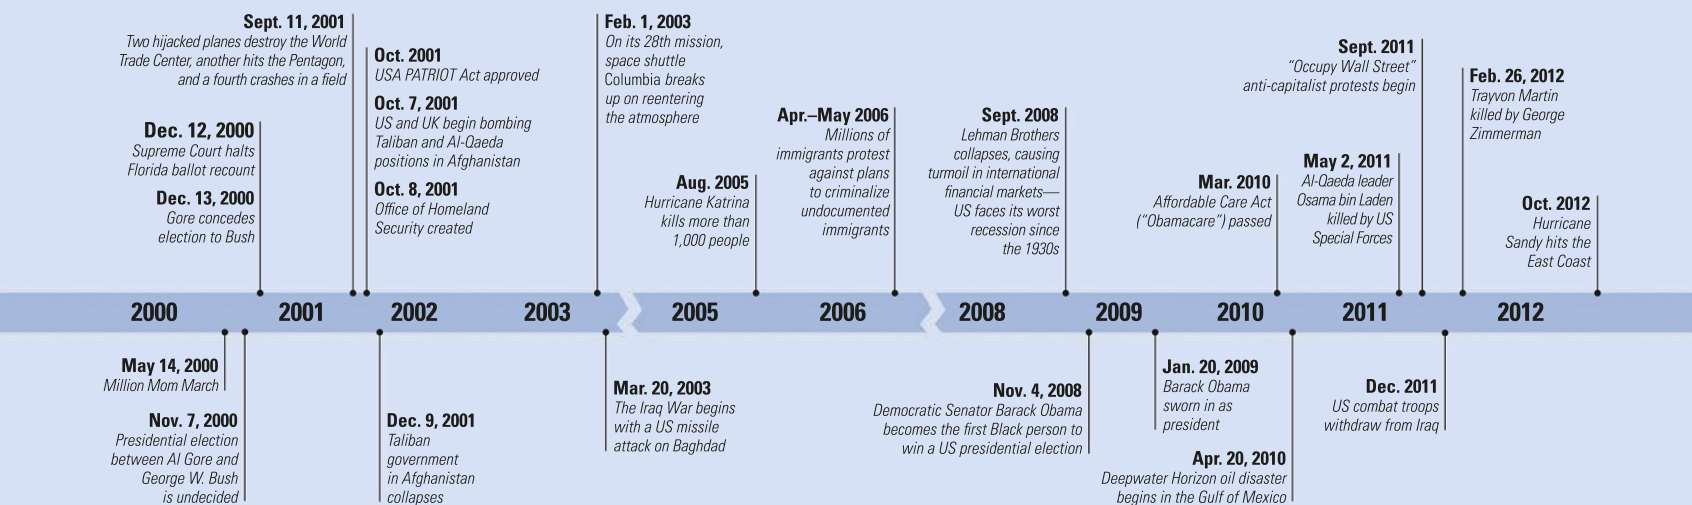 Sept. 11, 2001
Two hijacked planes destroy the World
Trade Center, another hits the Pentagon,
and a fourth crashes in a field
Dec. 12, 2000
Supreme Court halts
Florida ballot recount
Dec. 13, 2000
Gore concedes
election to Bush
Oct. 2001
USA PATRIOT Act approved
Oct. 7, 2001
US and UK begin bombing
Taliban and Al-Qaeda
positions in Afghanistan
Oct. 8, 2001
Office of Homeland
Security created
Feb. 1, 2003
On its 28th mission,
space shuttle
Columbia breaks
up on reentering
the atmosphere
Aug. 2005
Hurricane Katrina
kills more than
1,000 people
Apr.–May 2006
Millions of
immigrants protest
against plans
to criminalize
undocumented
immigrants
Sept. 2008
Lehman Brothers
collapses, causing
turmoil in international
financial markets—
US faces its worst
recession since
the 1930s
Mar. 2010
Affordable Care Act
(“Obamacare”) passed
Sept. 2011
“Occupy Wall Street”
anti-capitalist protests begin
May 2, 2011
Al-Qaeda leader
Osama bin Laden
killed by US
Special Forces
Feb. 26, 2012
Trayvon Martin
killed by George
Zimmerman
Oct. 2012
Hurricane
Sandy hits the
East Coast
2000 2001 2002 2003 2005 2006 2008 2009 2010 2011 2012
May 14, 2000
Million Mom March
Nov. 7, 2000
Presidential election
between Al Gore and
George W. Bush
is undecided
Dec. 9, 2001
Taliban
government
in Afghanistan
collapses
Mar. 20, 2003
The Iraq War begins
with a US missile
attack on Baghdad
Nov. 4, 2008
Democratic Senator Barack Obama
becomes the first Black person to
win a US presidential election
Jan. 20, 2009
Barack Obama
sworn in as
president
Apr. 20, 2010
Deepwater Horizon oil disaster
begins in the Gulf of Mexico
Dec. 2011
US combat troops
withdraw from Iraq